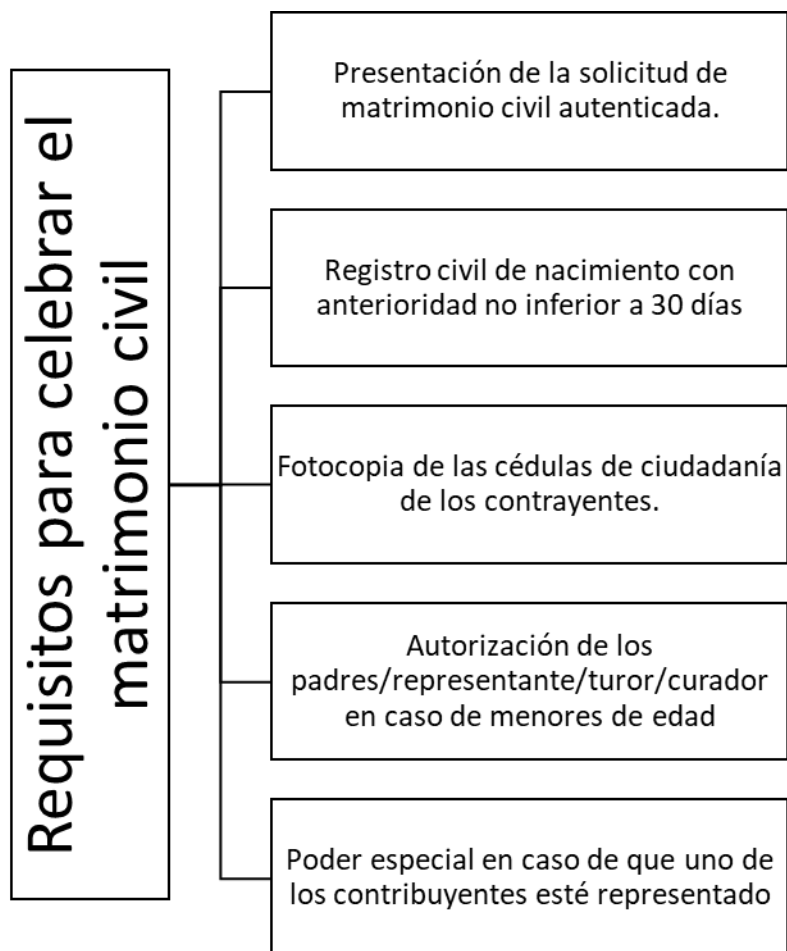 Requisitos para celebrar el
matrimonio civil
Presentación de la solicitud de
matrimonio civil autenticada.
Registro civil de nacimiento con
anterioridad no inferior a 30 días
Fotocopia de las cédulas de ciudadanía
de los contrayentes.
Autorización de los
padres/representante/turor/curador
en caso de menores de edad
Poder especial en caso de que uno de
los contribuyentes esté representado